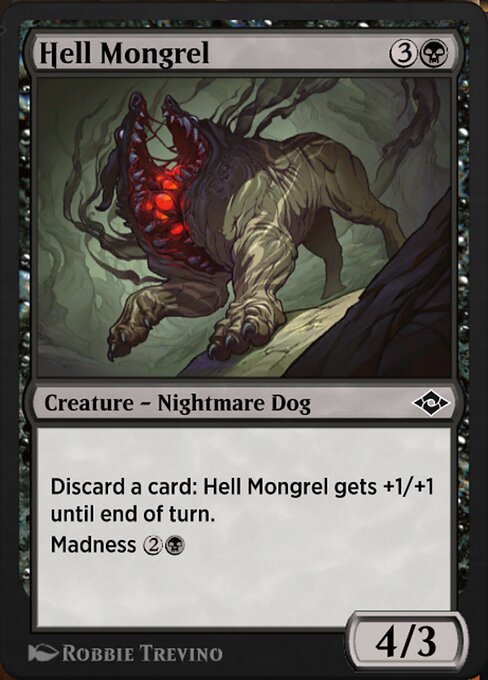 Hell Mongrel 3
Creature – Nightmare Dog
Discard a card: Hell Mongrel gets +1/+1
until end of turn.
Madness 2
4/3
Robbie Trevino